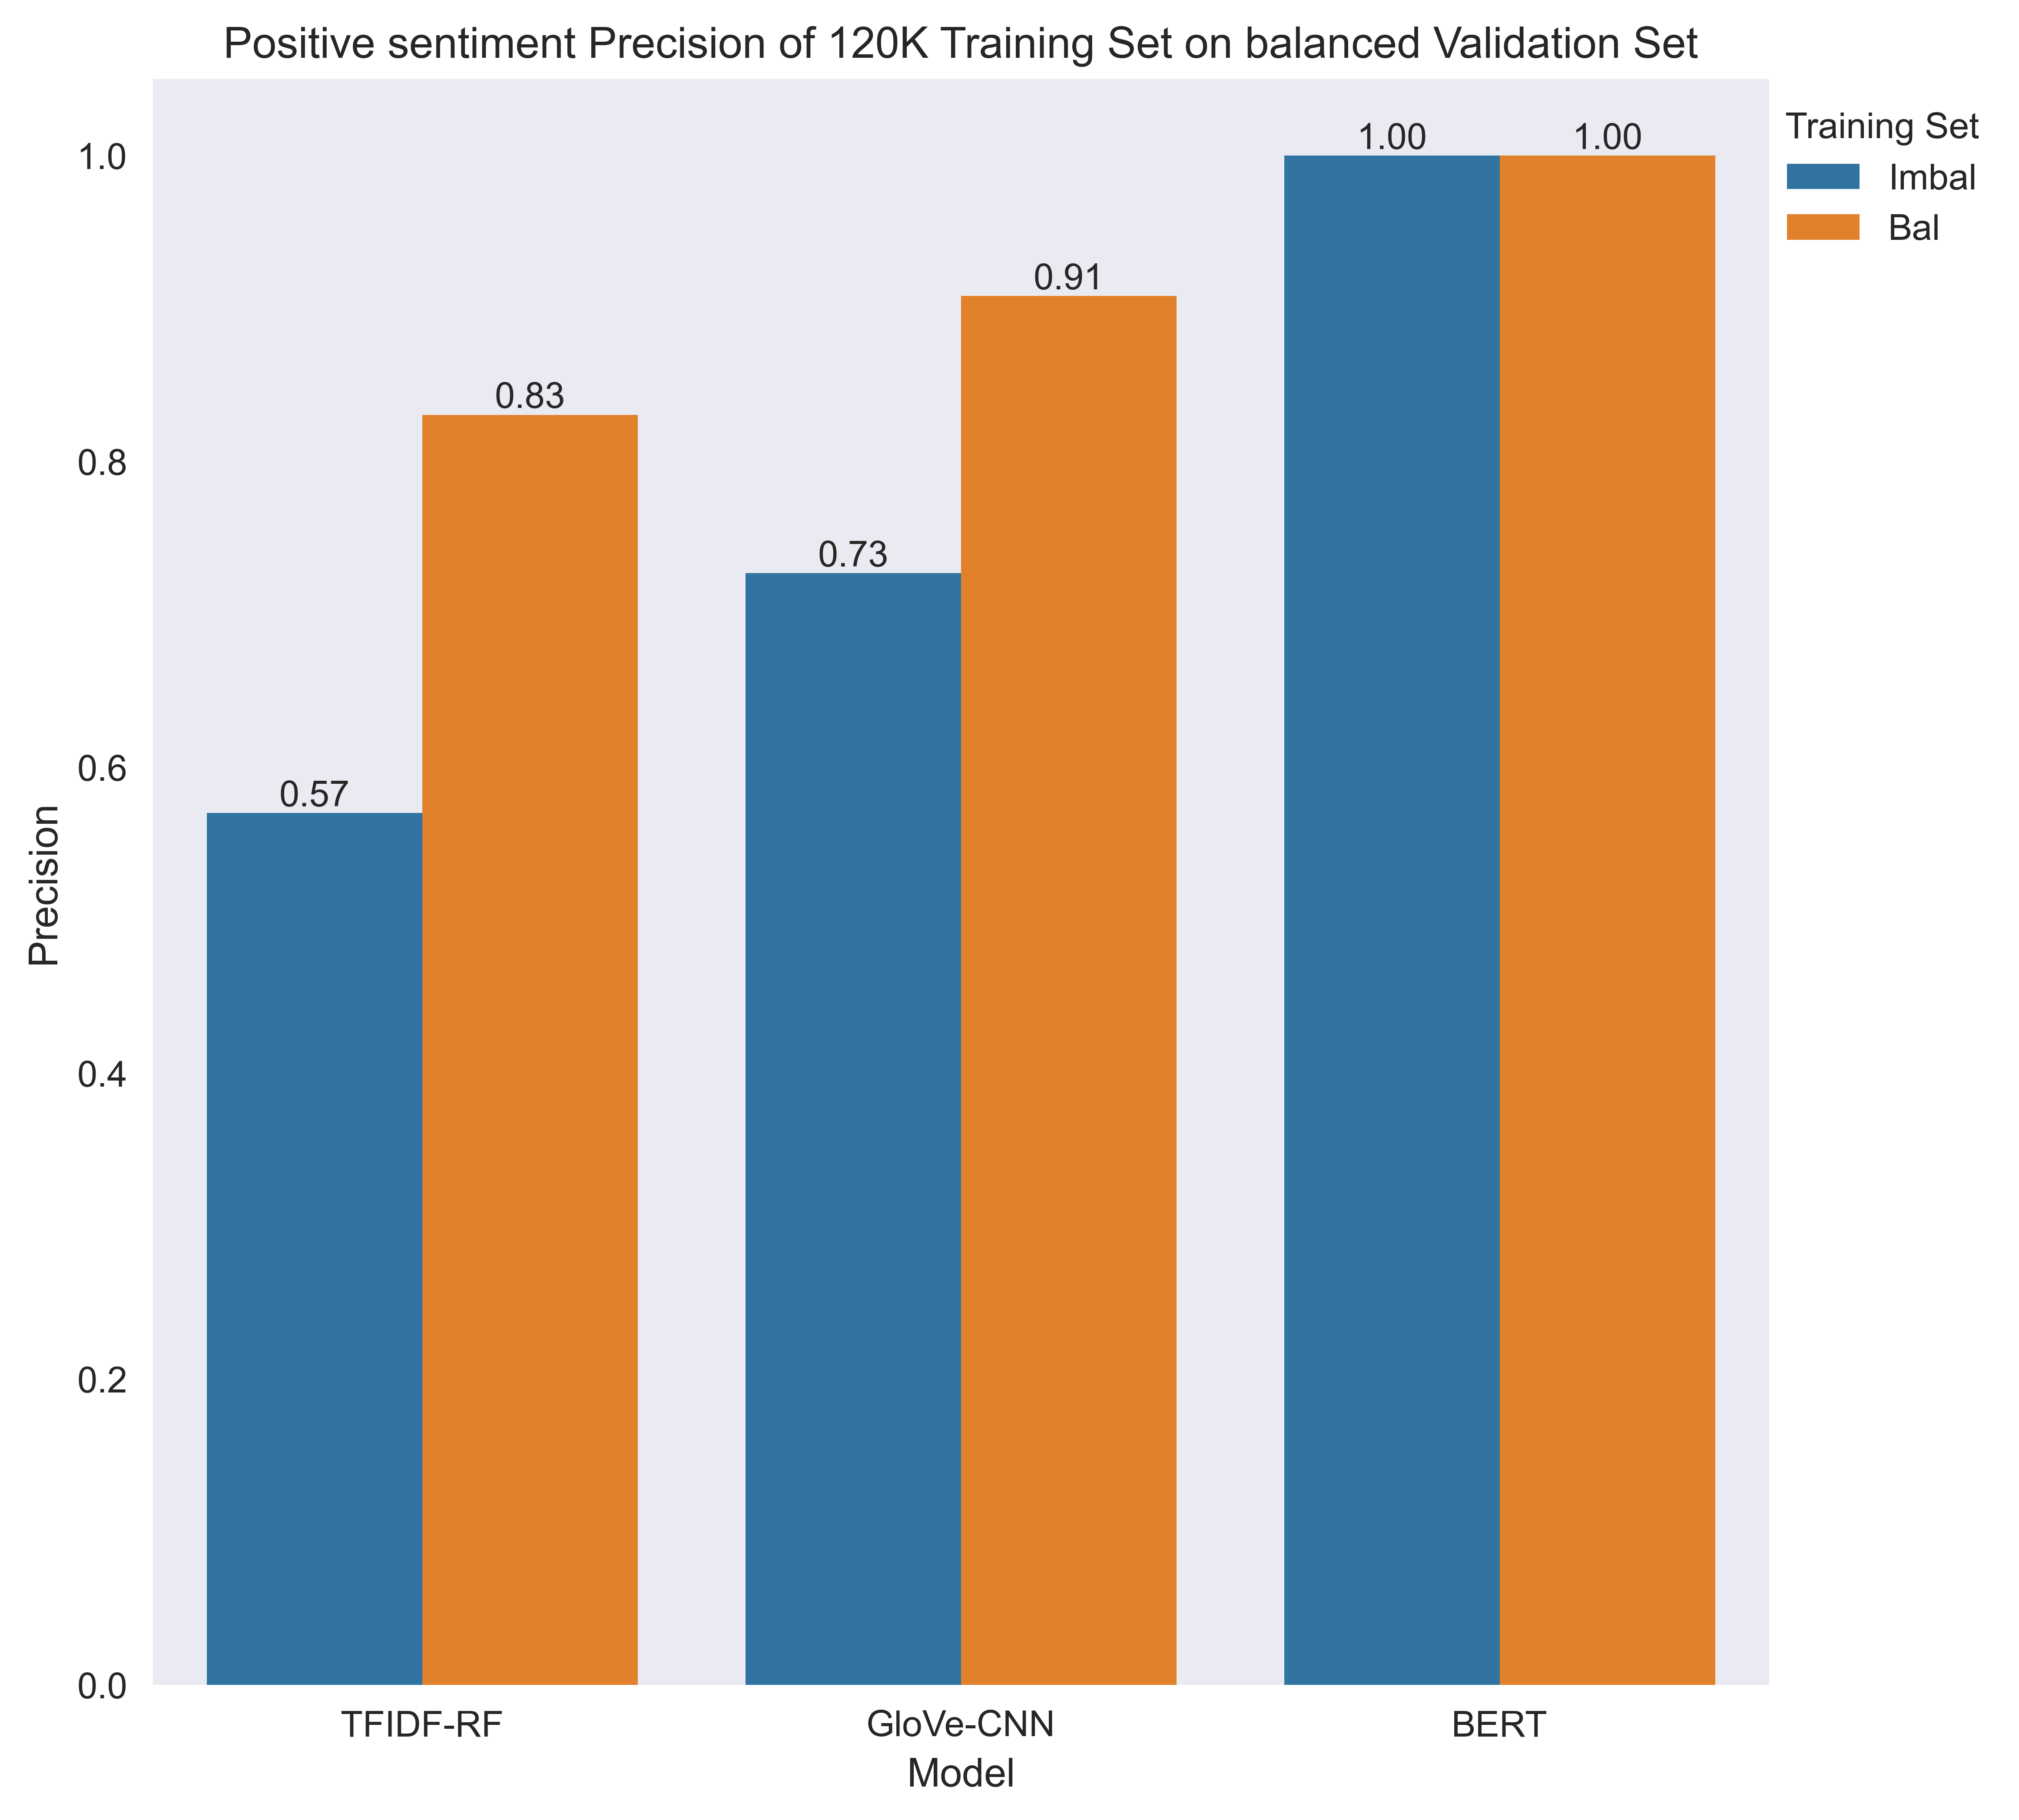 Positive sentiment Precision of 120K Training Set on balanced Validation Set
Training Set
Imbal
Bal
Precision
1.0
0.8
0.6
0.4
0.2
0.0
0.57
0.83
0.73
0.91
1.00
1.00
TFIDF-RF
GloVe-CNN
BERT
Model